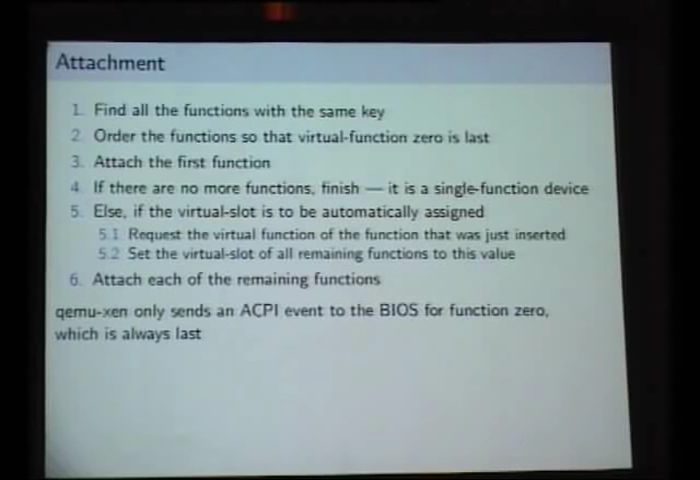 Attachment
1. Find all the functions with the same key
2. Order the functions so that virtual-function zero is last
3. Attach the first function
4. If there are no more functions, finish — it is a single-function device
5. Else, if the virtual-slot is to be automatically assigned
5.1 Request the virtual function of the function that was just inserted
5.2 Set the virtual-slot of all remaining functions to this value
6. Attach each of the remaining functions
qemu-xen only sends an ACPI event to the BIOS for function zero,
which is always last